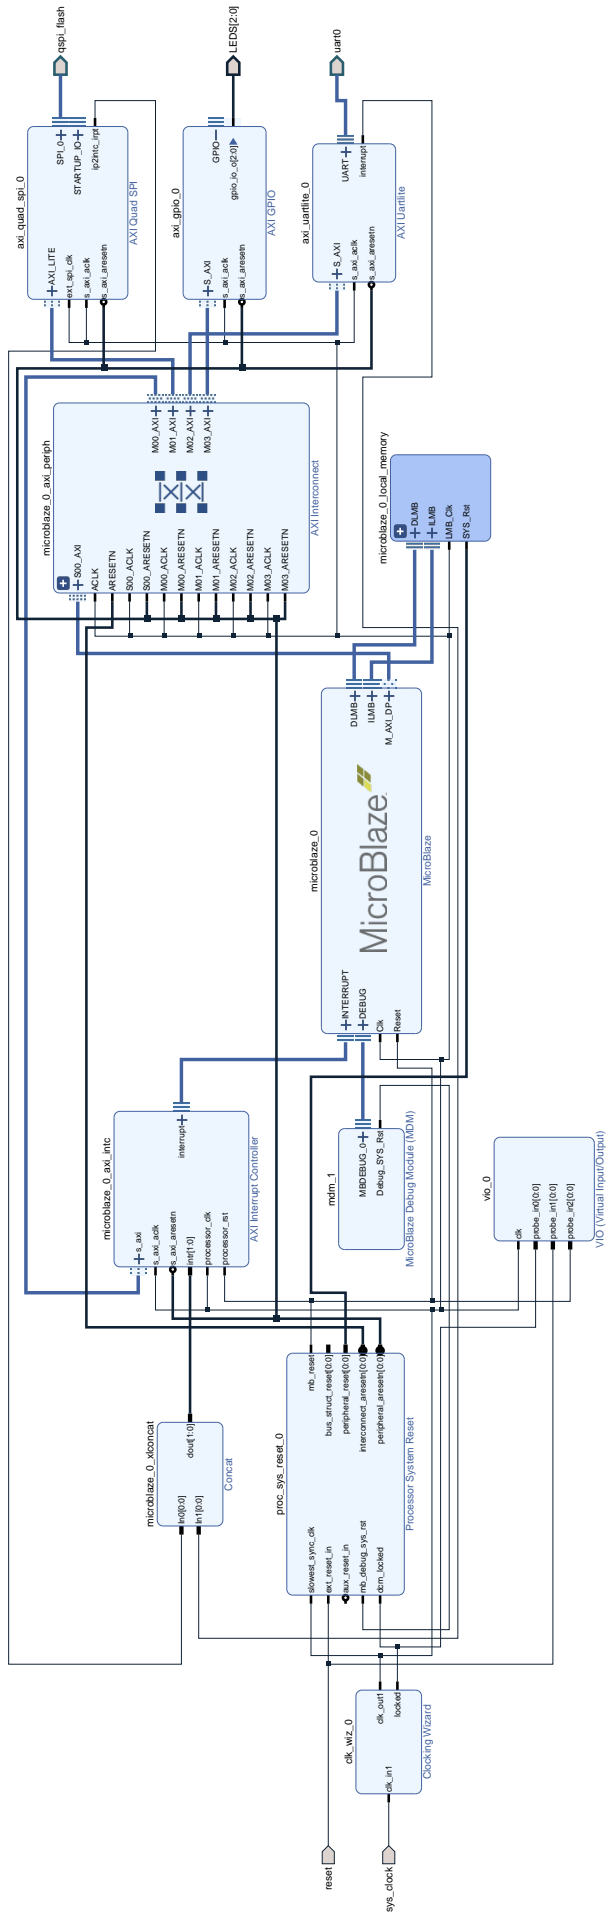 reset
sys_clock
clk_wiz_0
clk_in1
clk_out1
locked
Clocking Wizard
microblaze_0_xlconcat
In0[0:0]
In1[0:0]
dout[1:0]
Concat
proc_sys_reset_0
slowest_sync_clk
ext_reset_in
aux_reset_in
mb_debug_sys_rst
dcm_locked
mb_reset
bus_struct_reset[0:0]
peripheral_reset[0:0]
interconnect_aresetn[0:0]
peripheral_aresetn[0:0]
Processor System Reset
microblaze_0_axi_intc
s_axi
s_axi_aclk
s_axi_aresetn
intr[1:0]
processor_clk
processor_rst
interrupt
AXI Interrupt Controller
mdm_1
MBDEBUG_0
Debug_SYS_Rst
MicroBlaze Debug Module (MDM)
vio_0
clk
probe_in0[0:0]
probe_in1[0:0]
probe_in2[0:0]
VIO (Virtual Input/Output)
microblaze_0
INTERRUPT
DEBUG
Clk
Reset
MicroBlaze
DLMB
ILMB
M_AXI_DP
MicroBlaze
microblaze_0_axi_periph
S00_AXI
ACLK
ARESETN
S00_ACLK
S00_ARESETN
M00_ACLK
M00_ARESETN
M01_ACLK
M01_ARESETN
M02_ACLK
M02_ARESETN
M03_ACLK
M03_ARESETN
M00_AXI
M01_AXI
M02_AXI
M03_AXI
AXI Interconnect
microblaze_0_local_memory
DLMB
ILMB
LMB_Clk
SYS_Rst
axi_quad_spi_0
AXI_LITE
ext_spi_clk
s_axi_aclk
s_axi_aresetn
SPI_0
STARTUP_IO
ip2intc_irpt
AXI Quad SPI
axi_gpio_0
S_AXI
s_axi_aclk
s_axi_aresetn
GPIO
gpio_io_o[2:0]
AXI GPIO
axi_uartlite_0
S_AXI
s_axi_aclk
s_axi_aresetn
UART
interrupt
AXI Uartlite
qspi_flash
LEDS[2:0]
uart0